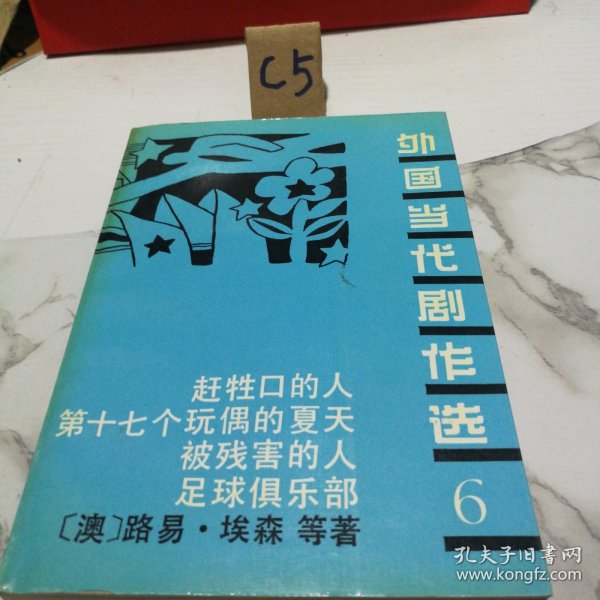 C5
外国当代剧作选
6
赶牲口的人
第十七个玩偶的夏天
被残害的人
足球俱乐部
〔澳〕路易·埃森 等著
孔夫子旧书网
www.kongfz.com